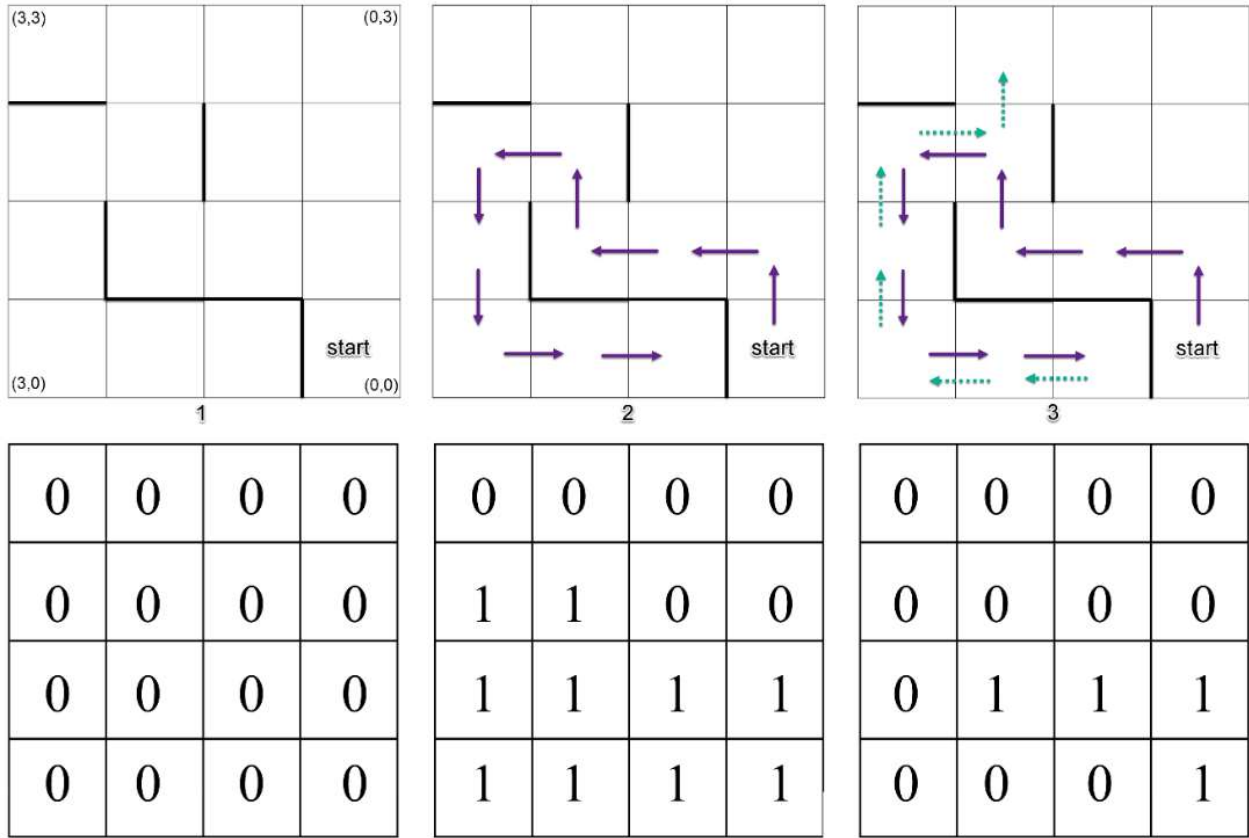 (3,3) (0,3)
start start start
(3,0) (0,0)
1 2 3
0 0 0 0 0 0 0 0 0 0 0 0
0 0 0 0 1 1 0 0 0 0 0 0
0 0 0 0 1 1 1 1 0 1 1 1
0 0 0 0 1 1 1 1 0 0 0 1